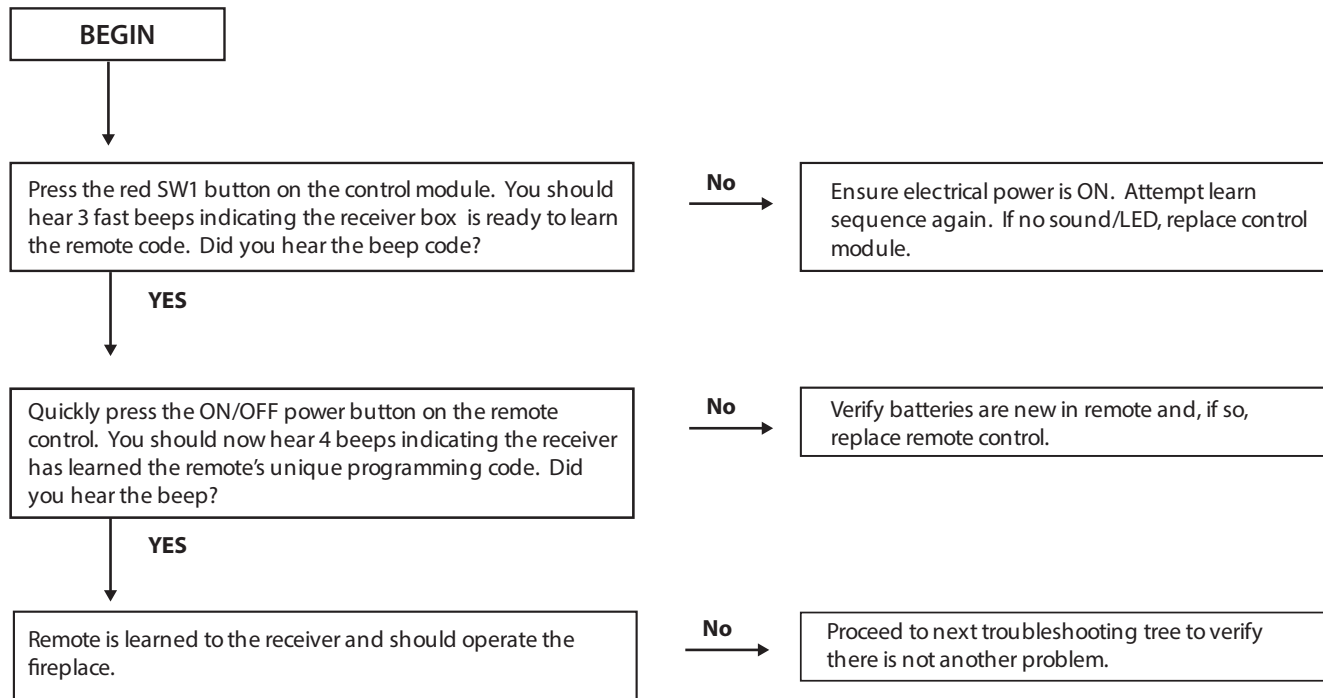 BEGIN
Press the red SW1 button on the control module. You should
hear 3 fast beeps indicating the receiver box is ready to learn
the remote code. Did you hear the beep code?
No
Ensure electrical power is ON. Attempt learn
sequence again. If no sound/LED, replace control
module.
YES
Quickly press the ON/OFF power button on the remote
control. You should now hear 4 beeps indicating the receiver
has learned the remote's unique programming code. Did
you hear the beep?
No
Verify batteries are new in remote and, if so,
replace remote control.
YES
Remote is learned to the receiver and should operate the
fireplace.
No
Proceed to next troubleshooting tree to verify
there is not another problem.